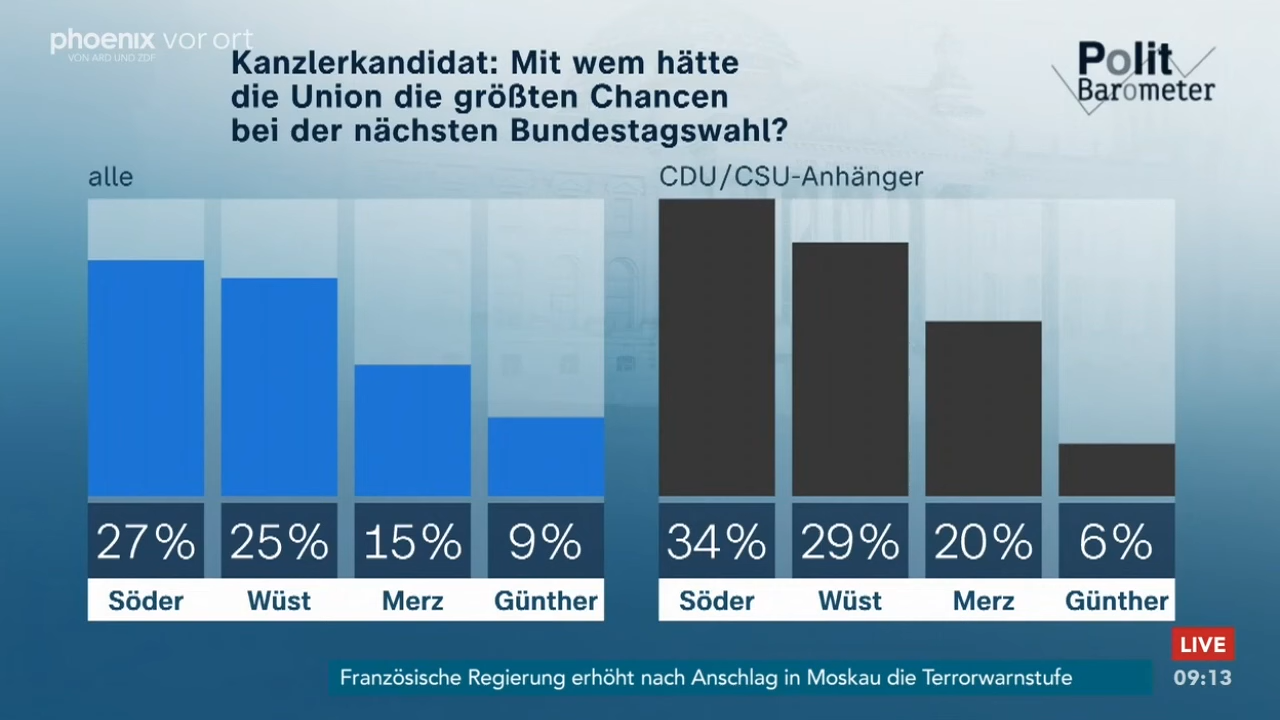 phoenix vor ort
VON ARD UND ZDF
Kanzlerkandidat: Mit wem hätte
die Union die größten Chancen
bei der nächsten Bundestagswahl?
Polit
Barometer
alle
27%
25%
15%
9%
Söder
Wüst
Merz
Günther
CDU/CSU-Anhänger
34%
29%
20%
6%
Söder
Wüst
Merz
Günther
LIVE
Französische Regierung erhöht nach Anschlag in Moskau die Terrorwarnstufe
09:13